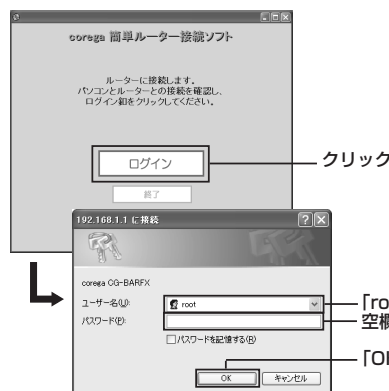 corega 簡単ルーター接続ソフト
ルーターに接続します。
パソコンとルーターとの接続を確認し、
ログイン釦をクリックしてください。
ログイン
クリック
終了
192.168.1.1 に接続
corega CG-BARFX
ユーザー名(U):
root
「ro
パスワード(P):
空欄
パスワードを記憶する(R)
「O
OK
キャンセル